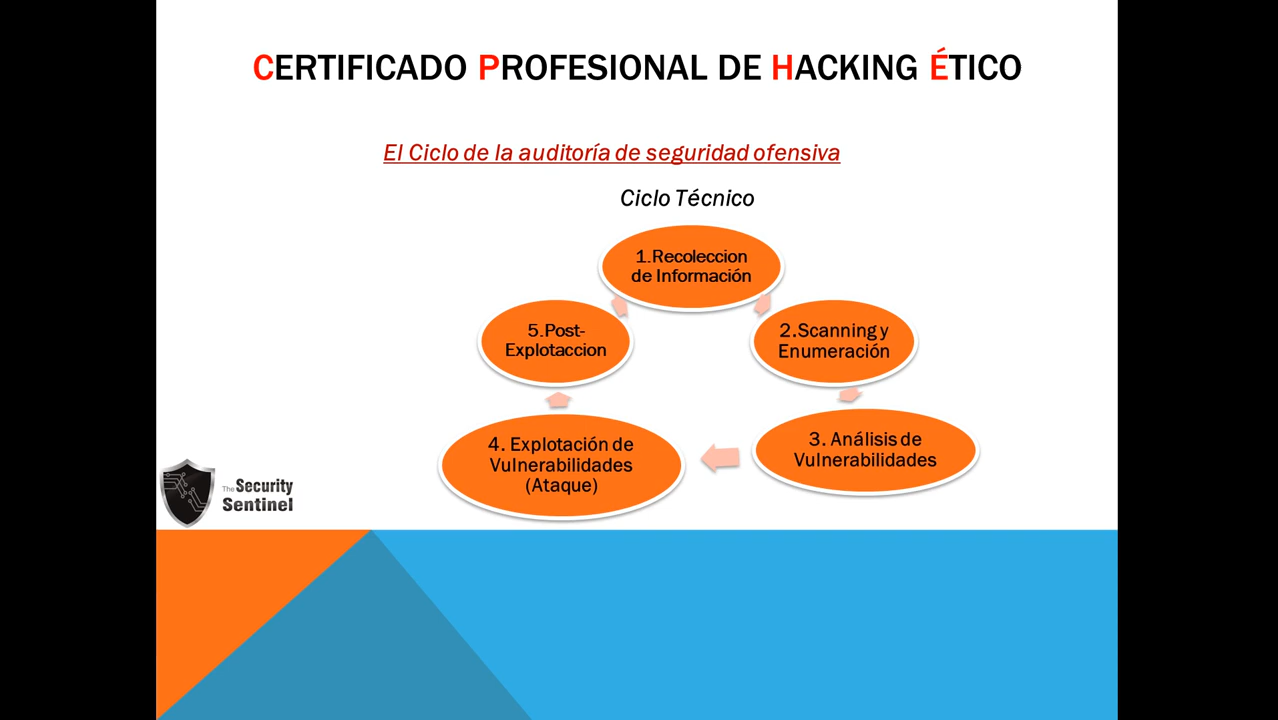 CERTIFICADO PROFESIONAL DE HACKING ÉTICO
El Ciclo de la auditoría de seguridad ofensiva
Ciclo Técnico
1.Recoleccion
de Información
2.Scanning y
Enumeración
3. Análisis de
Vulnerabilidades
4. Explotación de
Vulnerabilidades
(Ataque)
5.Post-
Explotaccion
The Security
Sentinel